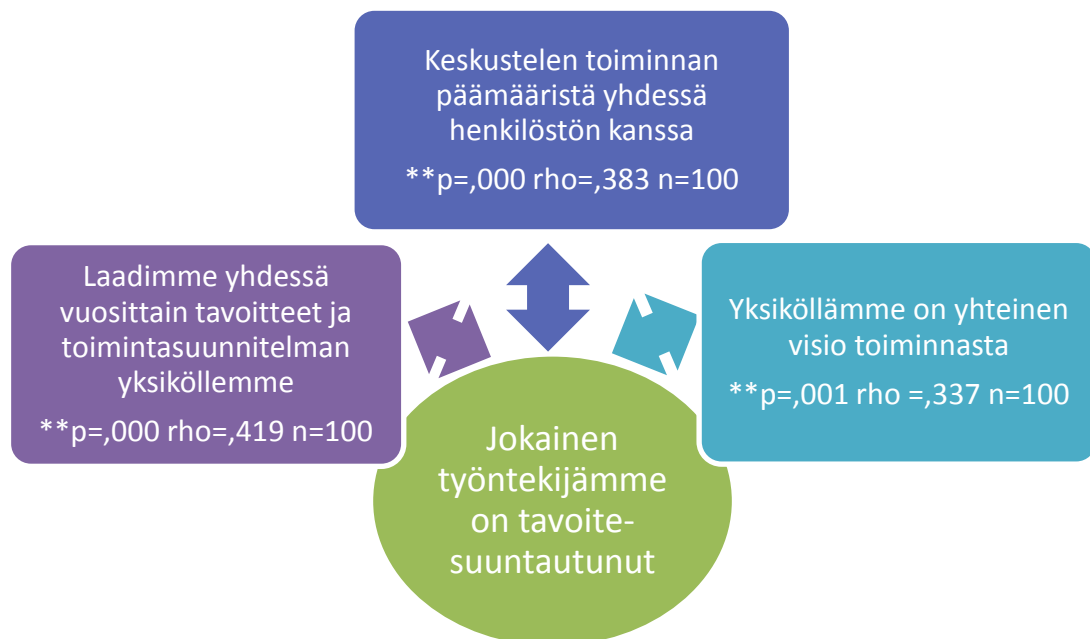 Keskustelen toiminnan
päämääristä yhdessä
henkilöstön kanssa
**p=,000 rho=,383 n=100
Laadimme yhdessä
vuosittain tavoitteet ja
toimintasuunnitelman
yksiköllemme
**p=,000 rho=,419 n=100
Yksiköllämme on yhteinen
visio toiminnasta
**p=,001 rho =,337 n=100
Jokainen
työntekijämme
on tavoite-
suuntautunut